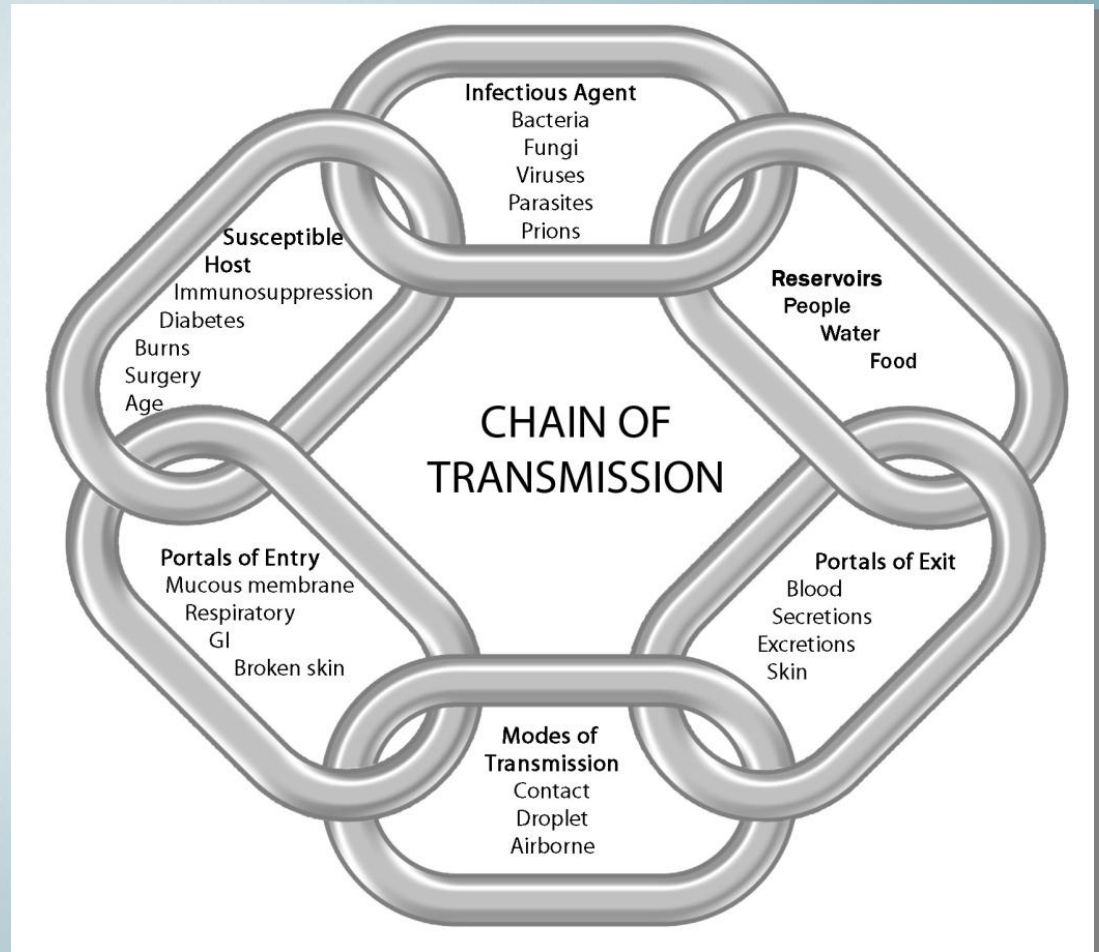 Infectious Agent
Bacteria
Fungi
Viruses
Parasites
Prions
Susceptible
Host
Immunosuppression
Diabetes
Burns
Surgery
Age
Reservoirs
People
Water
Food
CHAIN OF
TRANSMISSION
Portals of Entry
Mucous membrane
Respiratory
GI
Broken skin
Portals of Exit
Blood
Secretions
Excretions
Skin
Modes of
Transmission
Contact
Droplet
Airborne